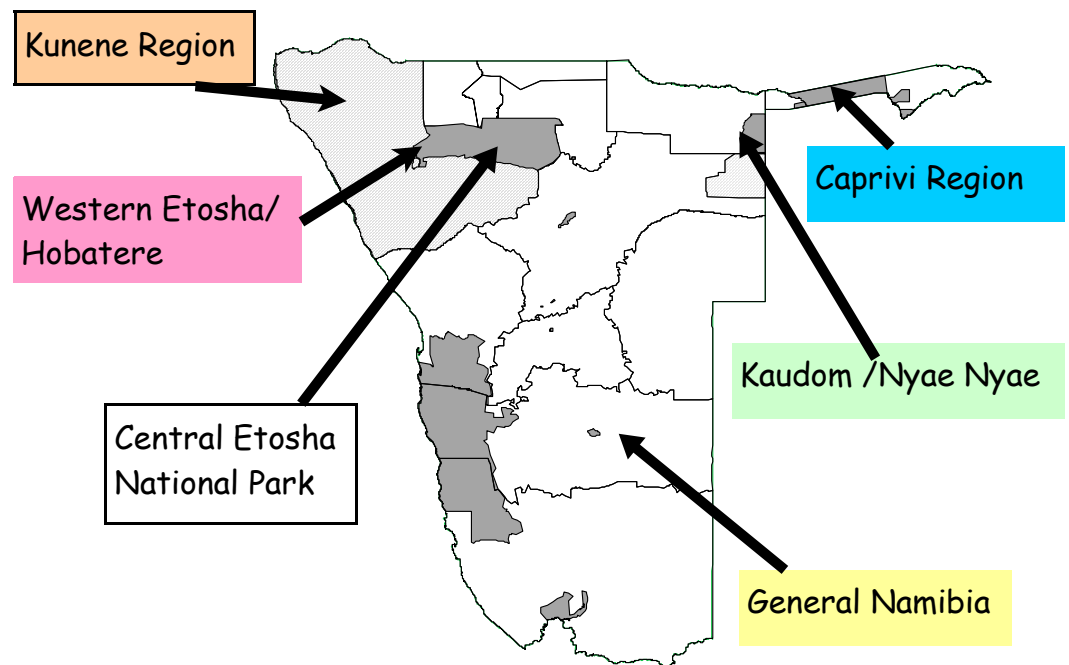 Kunene Region
Western Etosha/
Hobatere
Central Etosha
National Park
Caprivi Region
Kaudom /Nyae Nyae
General Namibia